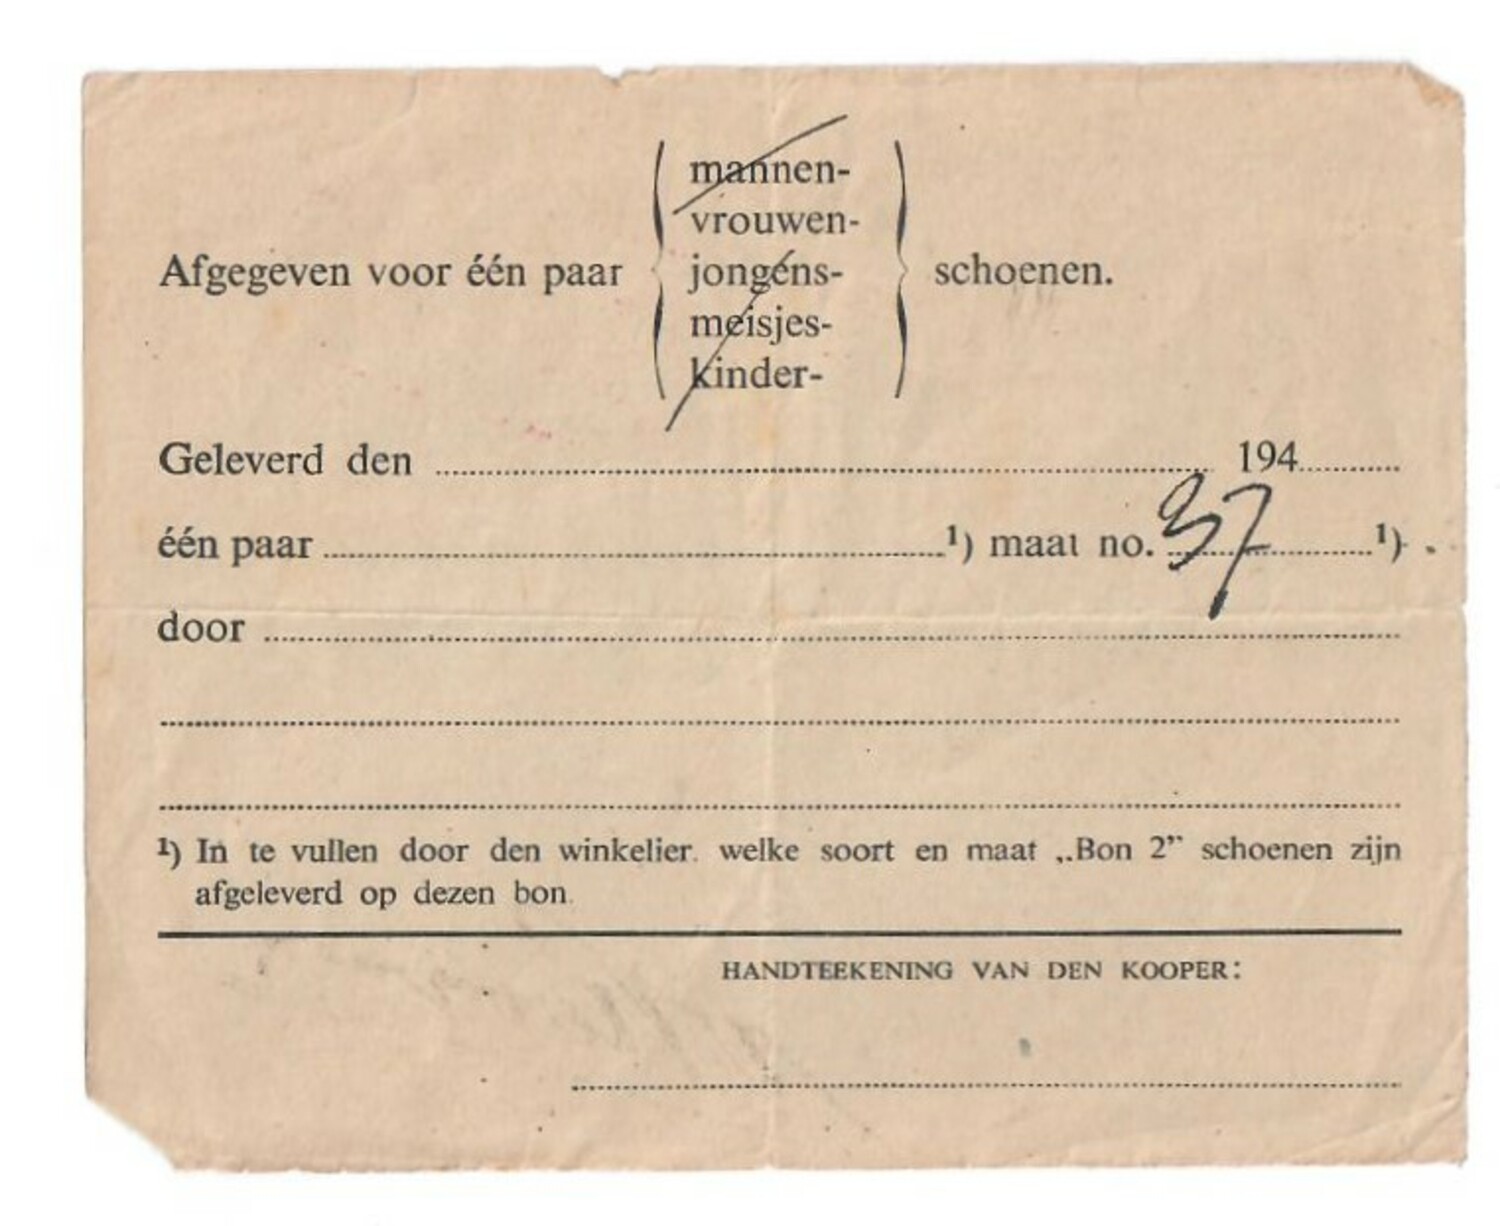 mannen-
vrouwen-
Afgegeven voor één paar jongens- schoenen.
meisjes-
kinder-
Geleverd den 194
één paar ¹) maat no. 37 ¹)
door
¹) In te vullen door den winkelier. welke soort en maat „Bon 2” schoenen zijn
afgeleverd op dezen bon.
HANDTEEKENING VAN DEN KOOPER: